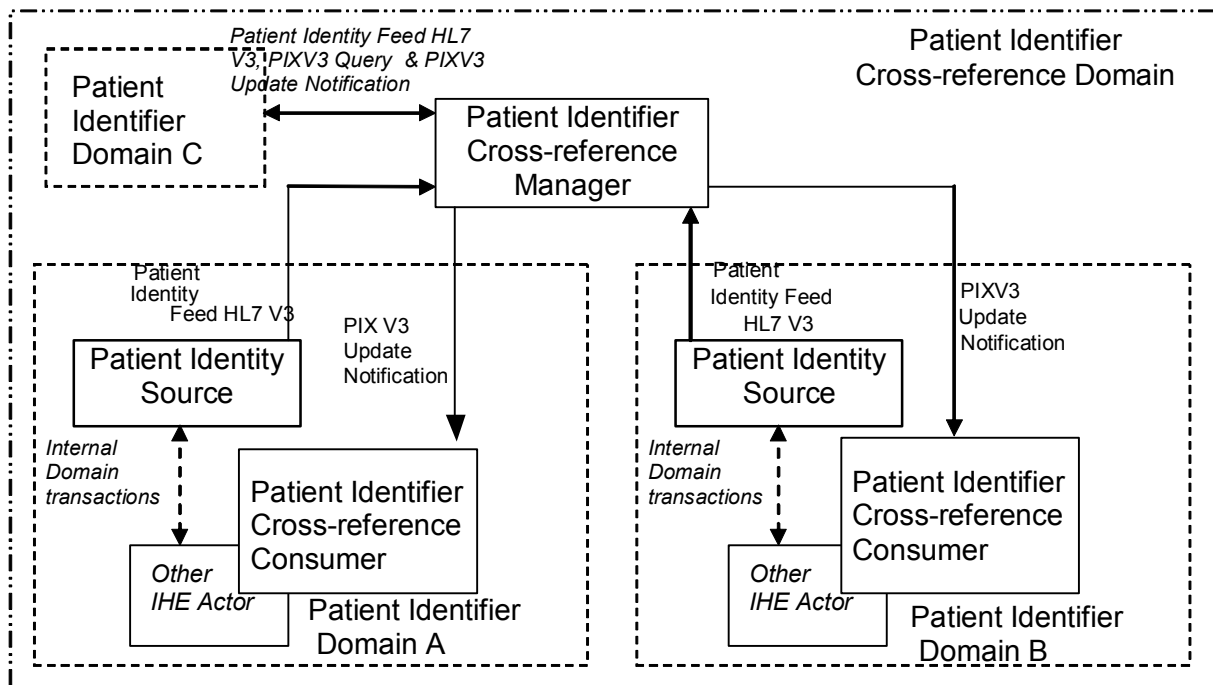 Patient Identity Feed HL7
V3, PIXV3 Query & PIXV3
Update Notification
Patient Identifier
Cross-reference Domain
Patient
Identifier
Domain C
Patient Identifier
Cross-reference
Manager
Patient
Identity
Feed HL7 V3
PIX V3
Update
Notification
Patient Identity
Source
Internal
Domain
transactions
Patient Identifier
Cross-reference
Consumer
Other
IHE Actor
Patient Identifier
Domain A
Patient
Identity Feed
HL7 V3
PIXV3
Update
Notification
Patient Identity
Source
Internal
Domain
transactions
Patient Identifier
Cross-reference
Consumer
Other
IHE Actor
Patient Identifier
Domain B